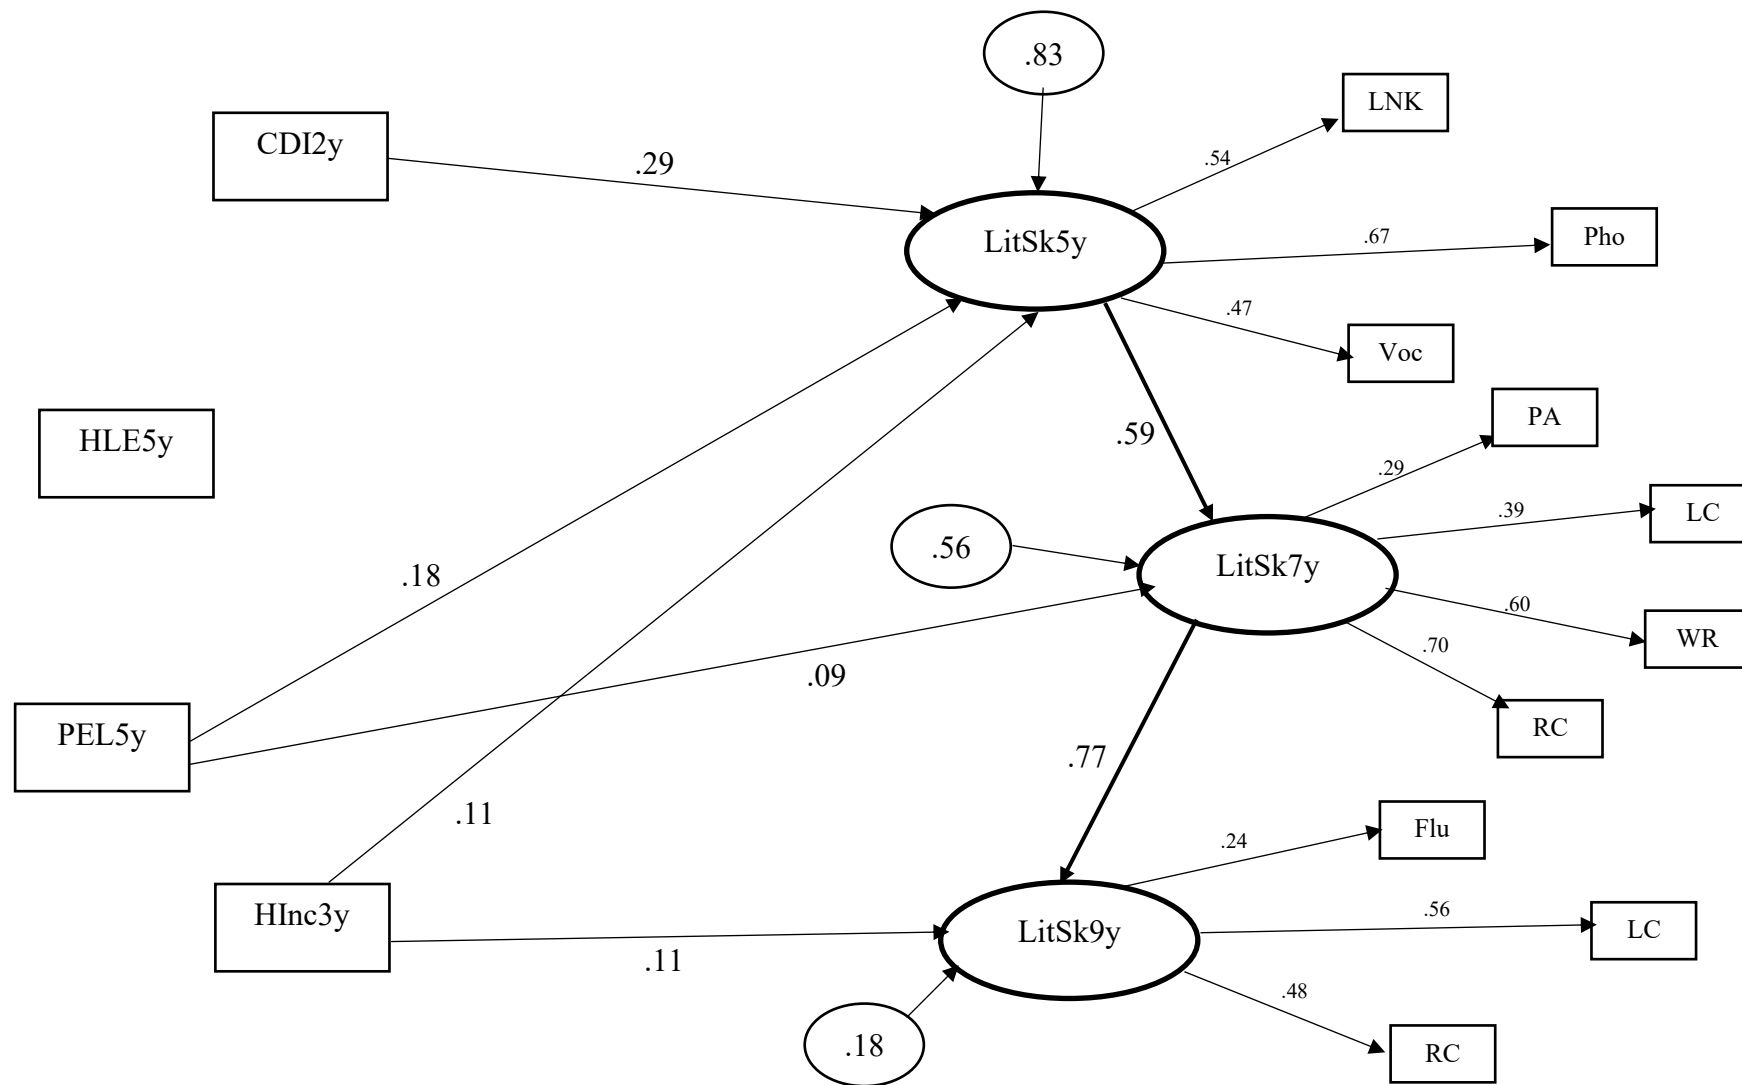 .83
LNK
CDI2y
.29
.54
LitSk5y
.67
Pho
.47
Voc
PA
HLE5y
.59
.29
LC
.39
.56
LitSk7y
.18
.60
WR
.09
.70
RC
PEL5y
.77
.11
Flu
.24
HInc3y
LitSk9y
.56
LC
.11
.48
.18
RC